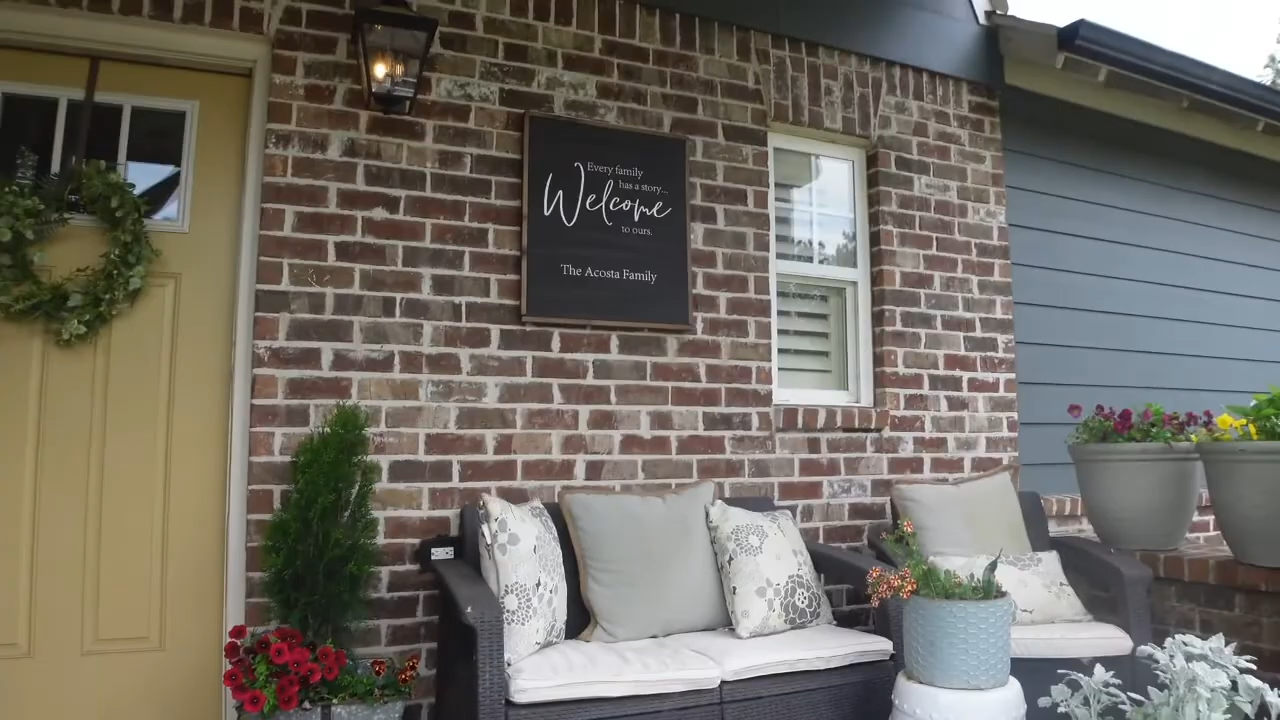 Every family
has a story...
Welcome
to ours.
The Acosta Family